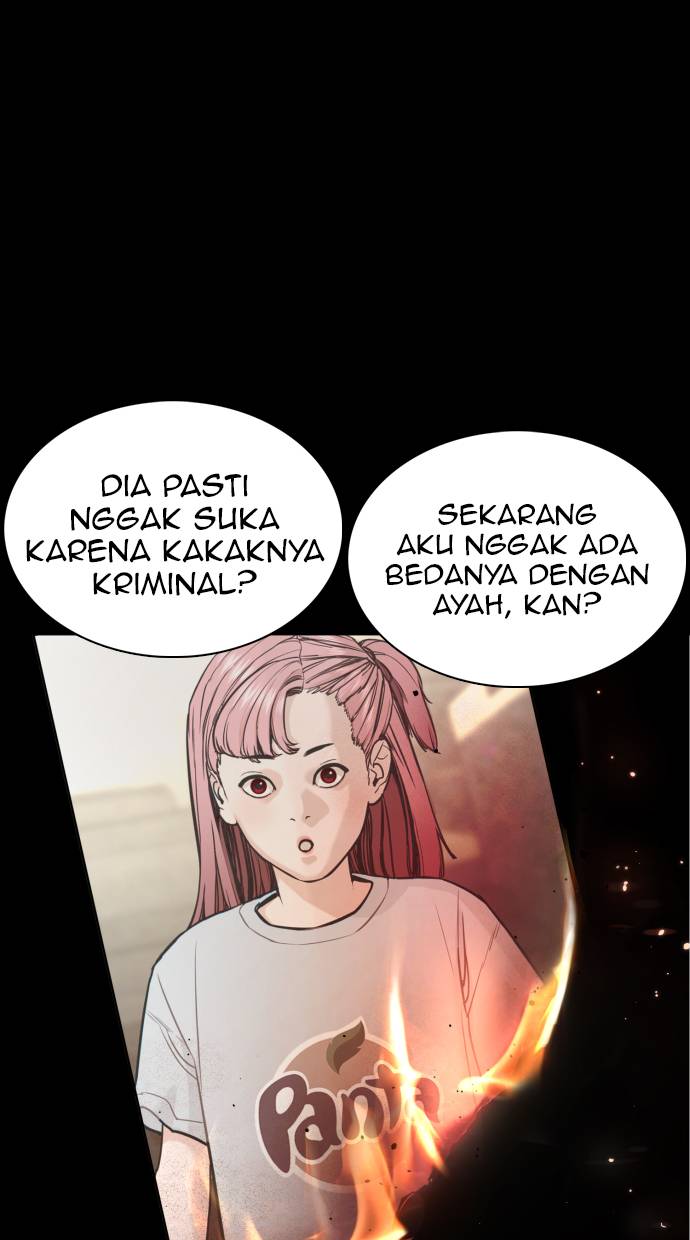 DIA PASTI
NGGAK SUKA
KARENA KAKAKNYA
KRIMINAL?
SEKARANG
AKU NGGAK ADA
BEDANYA DENGAN
AYAH, KAN?
Panta